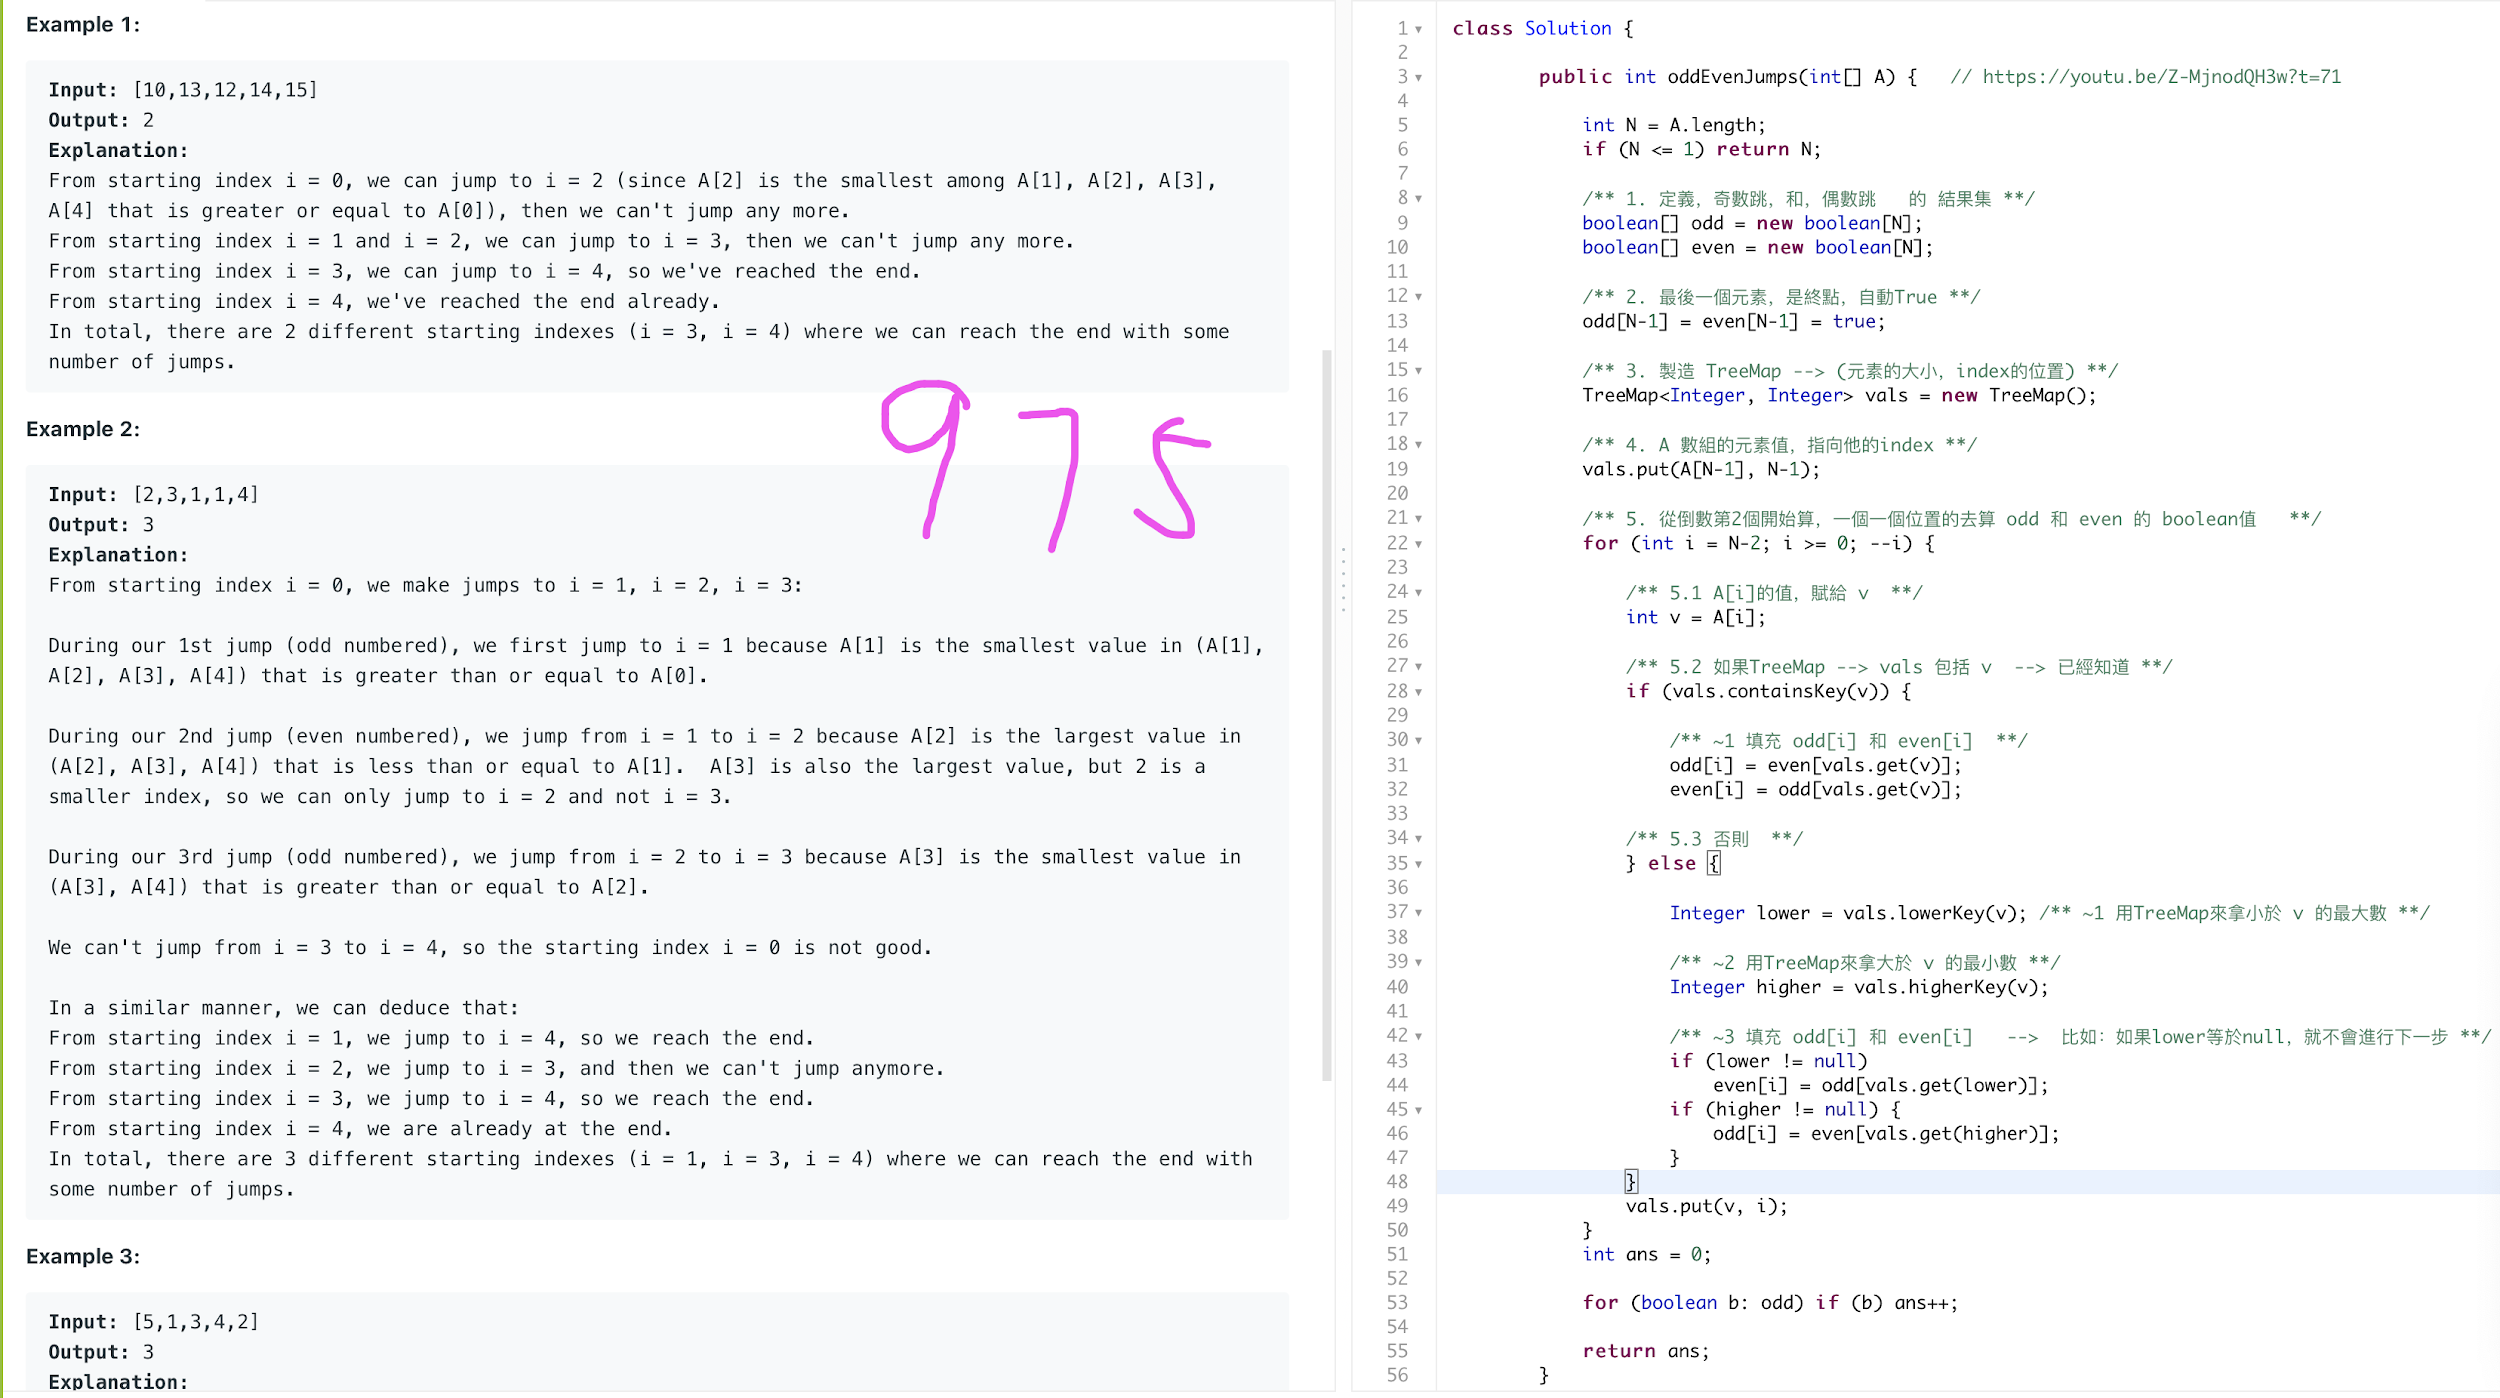 Example 1:
Input: [10,13,12,14,15]
Output: 2
Explanation:
From starting index i = 0, we can jump to i = 2 (since A[2] is the smallest among A[1], A[2], A[3],
A[4] that is greater or equal to A[0]), then we can't jump any more.
From starting index i = 1 and i = 2, we can jump to i = 3, then we can't jump any more.
From starting index i = 3, we can jump to i = 4, so we've reached the end.
From starting index i = 4, we've reached the end already.
In total, there are 2 different starting indexes (i = 3, i = 4) where we can reach the end with some
number of jumps.
975
Example 2:
Input: [2,3,1,1,4]
Output: 3
Explanation:
From starting index i = 0, we make jumps to i = 1, i = 2, i = 3:
During our 1st jump (odd numbered), we first jump to i = 1 because A[1] is the smallest value in (A[1],
A[2], A[3], A[4]) that is greater than or equal to A[0].
During our 2nd jump (even numbered), we jump from i = 1 to i = 2 because A[2] is the largest value in
(A[2], A[3], A[4]) that is less than or equal to A[1].  A[3] is also the largest value, but 2 is a
smaller index, so we can only jump to i = 2 and not i = 3.
During our 3rd jump (odd numbered), we jump from i = 2 to i = 3 because A[3] is the smallest value in
(A[3], A[4]) that is greater than or equal to A[2].
We can't jump from i = 3 to i = 4, so the starting index i = 0 is not good.
In a similar manner, we can deduce that:
From starting index i = 1, we jump to i = 4, so we reach the end.
From starting index i = 2, we jump to i = 3, and then we can't jump anymore.
From starting index i = 3, we jump to i = 4, so we reach the end.
From starting index i = 4, we are already at the end.
In total, there are 3 different starting indexes (i = 1, i = 3, i = 4) where we can reach the end with
some number of jumps.
Example 3:
Input: [5,1,3,4,2]
Output: 3
Explanation:
1 class Solution {
2
3 public int oddEvenJumps(int[] A) {   // https://youtu.be/Z-MjnodQH3w?t=71
4
5 int N = A.length;
6 if (N <= 1) return N;
7
8 /** 1. 定義, 奇數跳, 和, 偶數跳   的 結果集 **/
9 boolean[] odd = new boolean[N];
10 boolean[] even = new boolean[N];
11
12 /** 2. 最後一個元素, 是終點, 自動True **/
13 odd[N-1] = even[N-1] = true;
14
15 /** 3. 製造 TreeMap --> (元素的大小, index的位置) **/
16 TreeMap<Integer, Integer> vals = new TreeMap();
17
18 /** 4. A 數組的元素值, 指向他的index **/
19 vals.put(A[N-1], N-1);
20
21 /** 5. 從倒數第2個開始算, 一個一個位置的去算 odd 和 even 的 boolean值   **/
22 for (int i = N-2; i >= 0; --i) {
23
24 /** 5.1 A[i]的值, 賦給 v  **/
25 int v = A[i];
26
27 /** 5.2 如果TreeMap --> vals 包括 v  --> 已經知道 **/
28 if (vals.containsKey(v)) {
29
30 /** ~1 填充 odd[i] 和 even[i]  **/
31 odd[i] = even[vals.get(v)];
32 even[i] = odd[vals.get(v)];
33
34 /** 5.3 否則  **/
35 } else {
36
37 Integer lower = vals.lowerKey(v); /** ~1 用TreeMap來拿小於 v 的最大數 **/
38
39 /** ~2 用TreeMap來拿大於 v 的最小數 **/
40 Integer higher = vals.higherKey(v);
41
42 /** ~3 填充 odd[i] 和 even[i]   -->  比如: 如果lower等於null, 就不會進行下一步 **/
43 if (lower != null)
44 even[i] = odd[vals.get(lower)];
45 if (higher != null) {
46 odd[i] = even[vals.get(higher)];
47 }
48 }
49 vals.put(v, i);
50 }
51 int ans = 0;
52
53 for (boolean b: odd) if (b) ans++;
54
55 return ans;
56 }